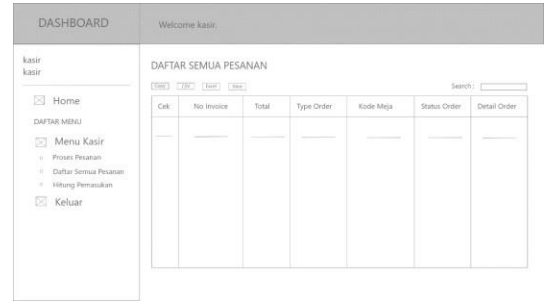 DASHBOARD
Welcome kasir.
kasir
kasir
Home
DAFTAR MENU
Menu Kasir
Proses Pesanan
Daftar Semua Pesanan
Hitung Pemasukan
Keluar
DAFTAR SEMUA PESANAN
Copy CSV Excel Print
Search :
Cek No Invoice Total Type Order Kode Meja Status Order Detail Order